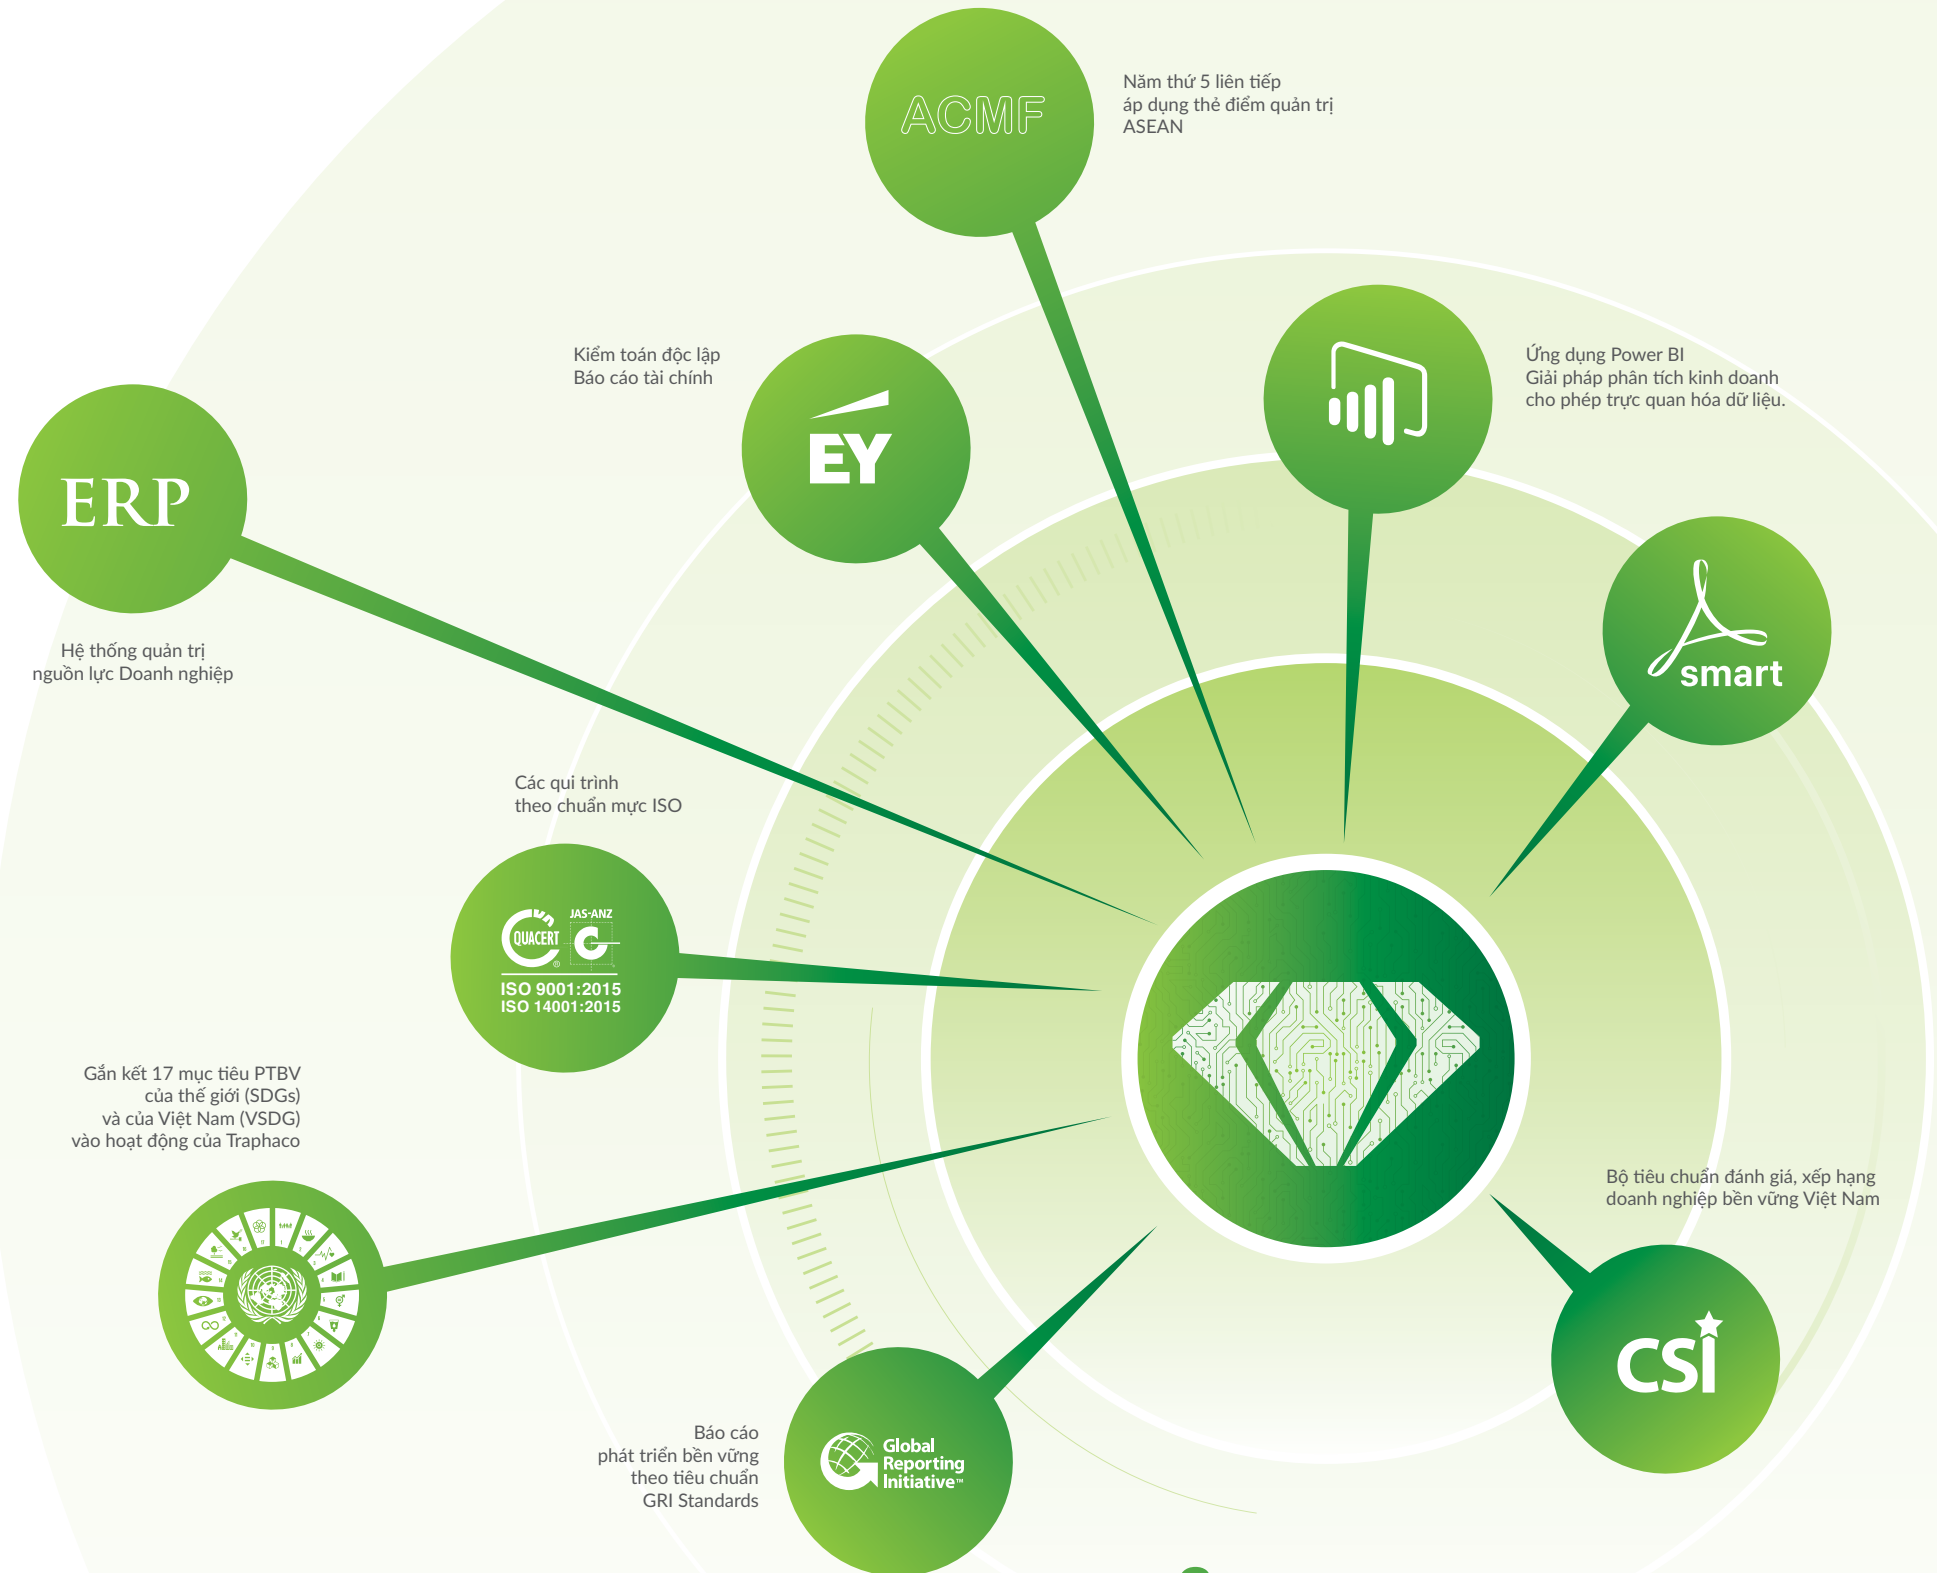 ACMF
Năm thứ 5 liên tiếp
áp dụng thẻ điểm quản trị
ASEAN
Kiểm toán độc lập
Báo cáo tài chính
EY
Ứng dụng Power BI
Giải pháp phân tích kinh doanh
cho phép trực quan hóa dữ liệu.
ERP
Hệ thống quản trị
nguồn lực Doanh nghiệp
smart
Các qui trình
theo chuẩn mực ISO
JAS-ANZ
QUACERT
®
ISO 9001:2015
ISO 14001:2015
Gắn kết 17 mục tiêu PTBV
của thế giới (SDGs)
và của Việt Nam (VSDG)
vào hoạt động của Traphaco
Bộ tiêu chuẩn đánh giá, xếp hạng
doanh nghiệp bền vững Việt Nam
CSI
Báo cáo
phát triển bền vững
theo tiêu chuẩn
GRI Standards
Global
Reporting
Initiative™